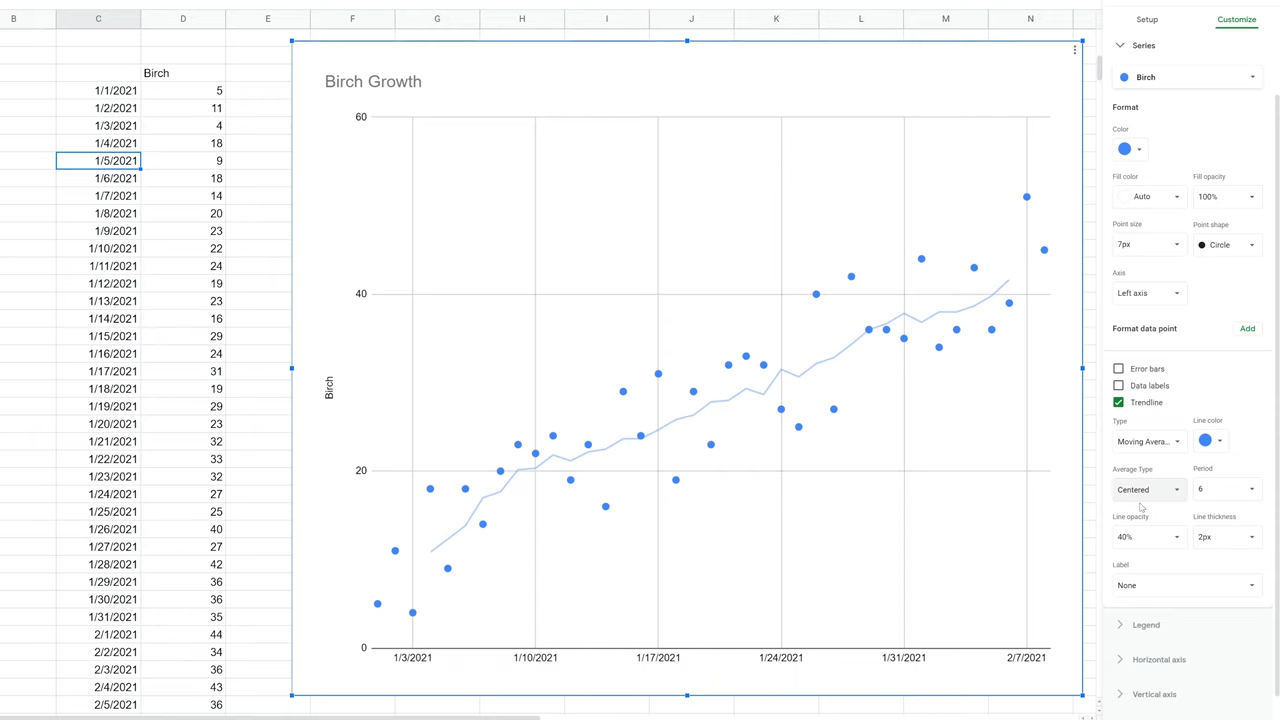 B C D E F G H I J K L M N
Birch
1/1/2021 5
1/2/2021 11
1/3/2021 4
1/4/2021 18
1/5/2021 9
1/6/2021 18
1/7/2021 14
1/8/2021 20
1/9/2021 23
1/10/2021 22
1/11/2021 24
1/12/2021 19
1/13/2021 23
1/14/2021 16
1/15/2021 29
1/16/2021 24
1/17/2021 31
1/18/2021 19
1/19/2021 29
1/20/2021 23
1/21/2021 32
1/22/2021 33
1/23/2021 32
1/24/2021 27
1/25/2021 25
1/26/2021 40
1/27/2021 27
1/28/2021 42
1/29/2021 36
1/30/2021 36
1/31/2021 35
2/1/2021 44
2/2/2021 34
2/3/2021 36
2/4/2021 43
2/5/2021 36
Birch Growth
60
40
20
0
Birch
1/3/2021 1/10/2021 1/17/2021 1/24/2021 1/31/2021 2/7/2021
Setup Customize
Series
Birch
Format
Color
Fill color Fill opacity
Auto 100%
Point size Point shape
7px Circle
Axis
Left axis
Format data point Add
Error bars
Data labels
Trendline
Type Line color
Moving Avera...
Average Type Period
Centered 6
Line opacity Line thickness
40% 2px
Label
None
Legend
Horizontal axis
Vertical axis